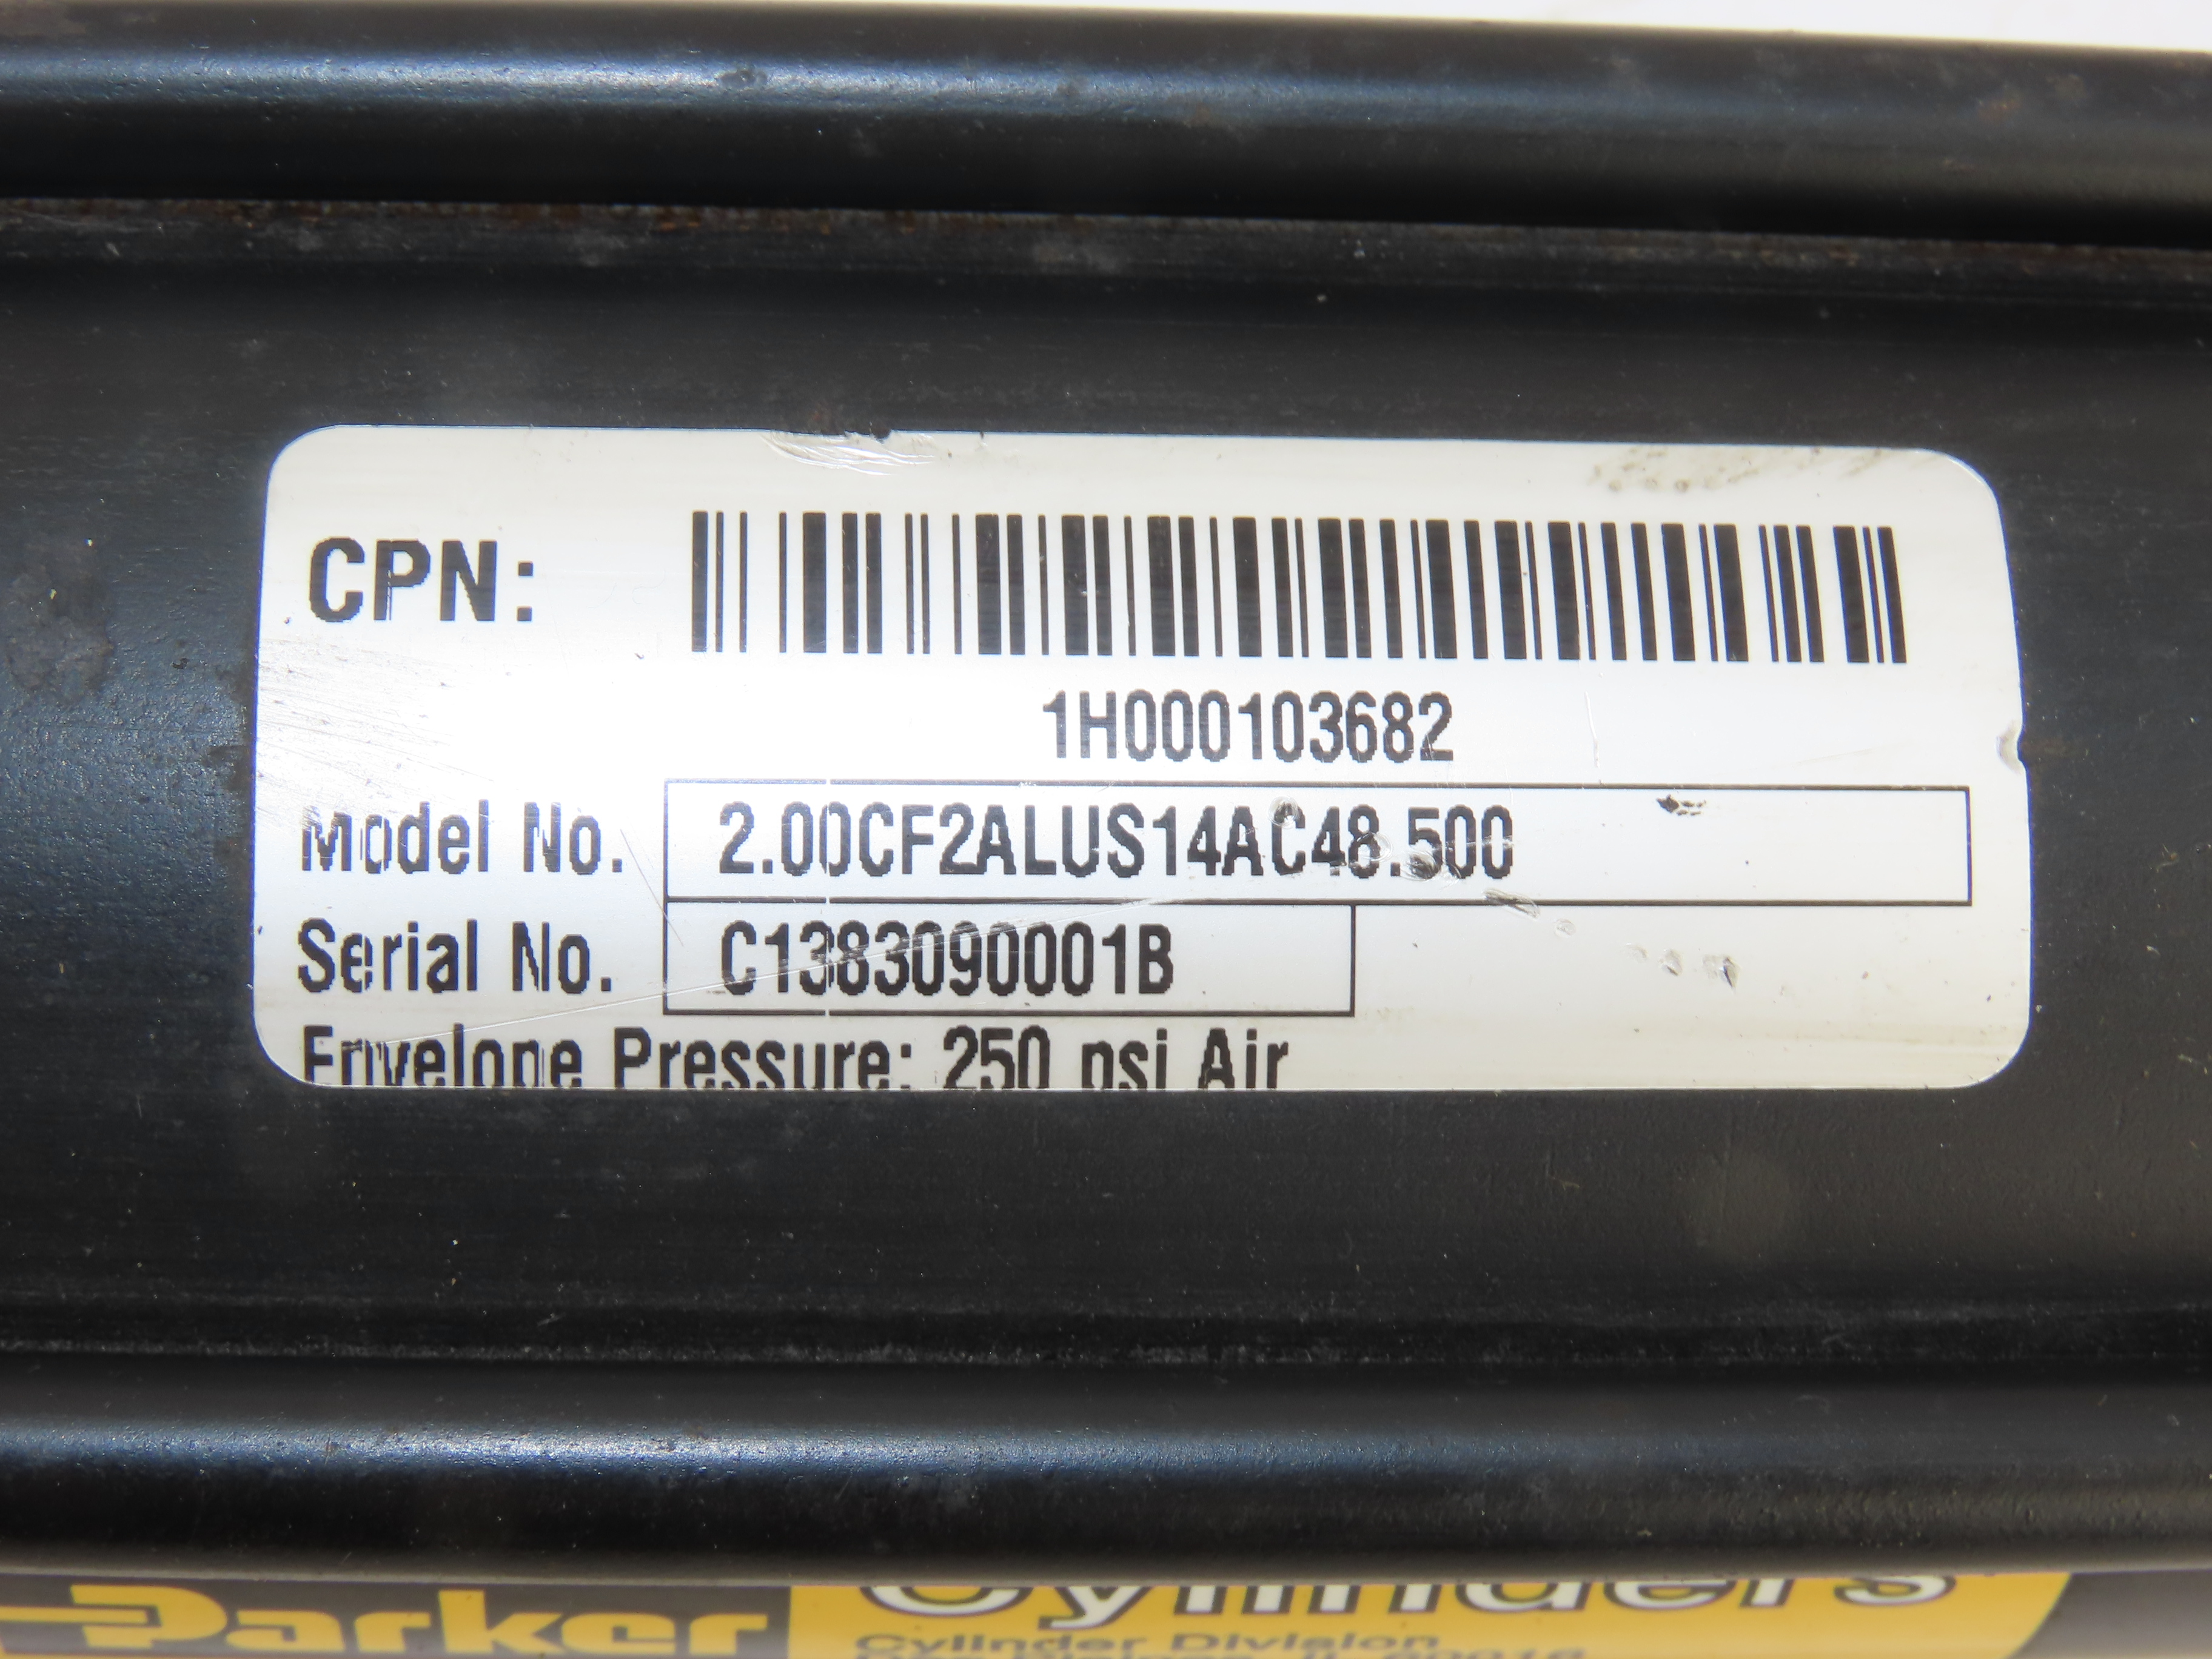 CPN:
1H000103682
Model No. 2.00CF2ALUS14AC48.500
Serial No. C1383090001B
Envelope Pressure: 250 psi Air
Parker Cylinders
Cylinder Division